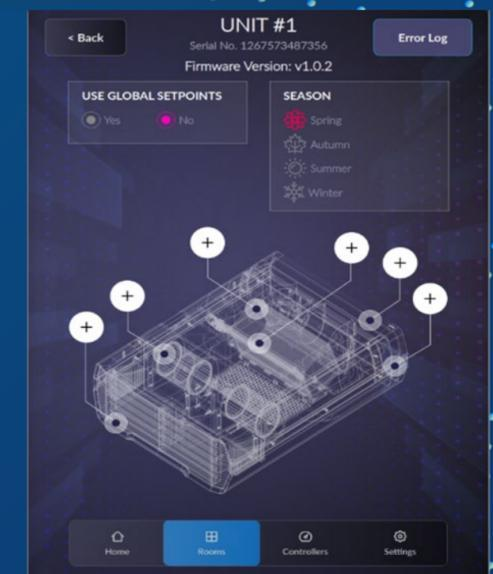 < Back
UNIT #1
Error Log
Serial No. 1267573487356
Firmware Version: v1.0.2
USE GLOBAL SETPOINTS
Yes
No
SEASON
Spring
Autumn
Summer
Winter
Home
Rooms
Controllers
Settings